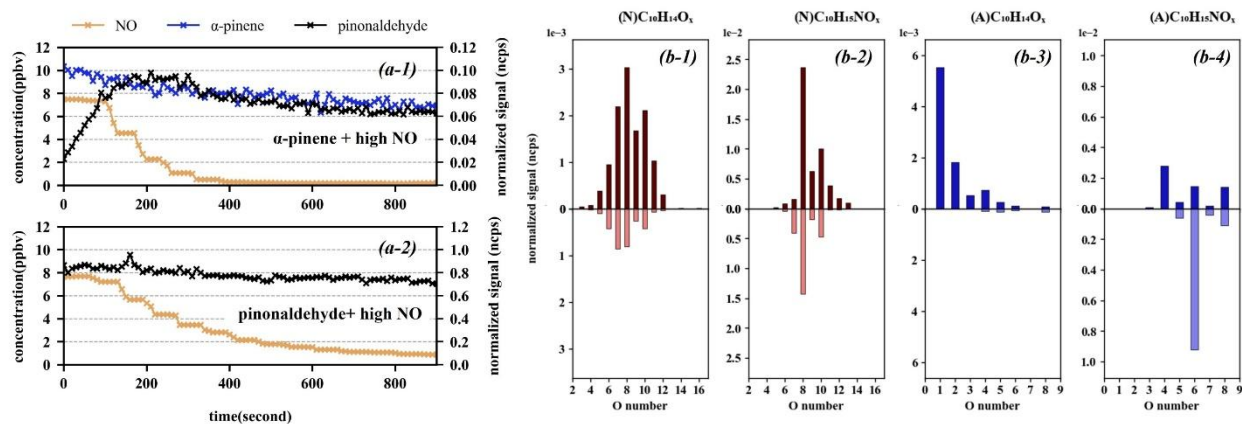 NO α-pinene pinonaldehyde
12 10 8 6 4 2 0
concentration(ppbv)
(a-1)
α-pinene + high NO
0.12 0.10 0.08 0.06 0.04 0.02 0.00
normalized signal (ncps)
0 200 400 600 800
12 10 8 6 4 2 0
concentration(ppbv)
(a-2)
pinonaldehyde+ high NO
1.2 1.0 0.8 0.6 0.4 0.2 0.0
normalized signal (ncps)
0 200 400 600 800
time(second)
(N)C₁₀H₁₄Oₓ
1e−3
(b-1)
3 2 1 0 1 2 3
normalized signal (ncps)
2 4 6 8 10 12 14 16
O number
(N)C₁₀H₁₅NOₓ
1e−2
(b-2)
2.5 2.0 1.5 1.0 0.5 0.0 0.5 1.0 1.5 2.0 2.5
2 4 6 8 10 12 14 16
O number
(A)C₁₀H₁₄Oₓ
1e−3
(b-3)
6 4 2 0 2 4 6
0 1 2 3 4 5 6 7 8 9
O number
(A)C₁₀H₁₅NOₓ
1e−2
(b-4)
1.0 0.8 0.6 0.4 0.2 0.0 0.2 0.4 0.6 0.8 1.0
0 1 2 3 4 5 6 7 8 9
O number